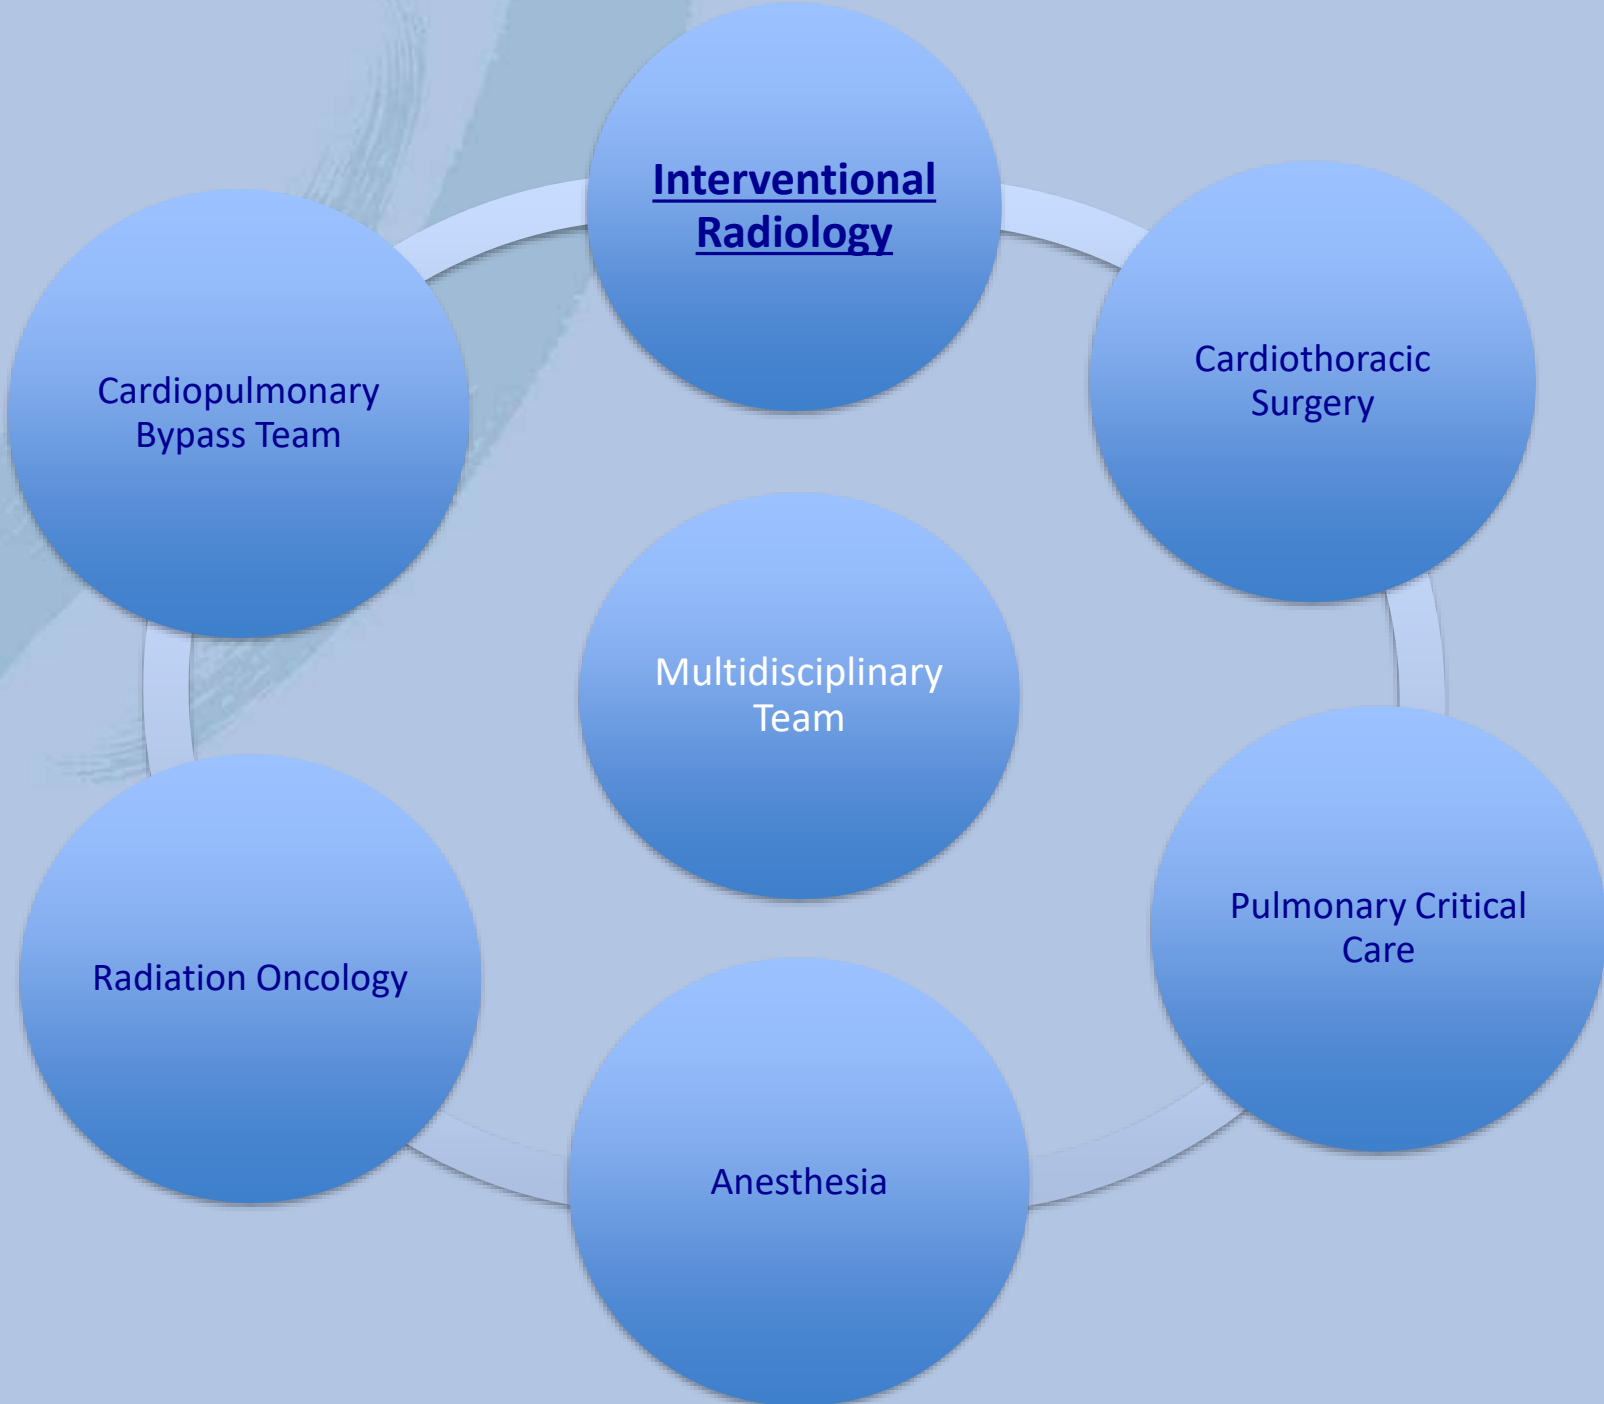 Interventional
Radiology
Cardiothoracic
Surgery
Cardiopulmonary
Bypass Team
Multidisciplinary
Team
Pulmonary Critical
Care
Radiation Oncology
Anesthesia